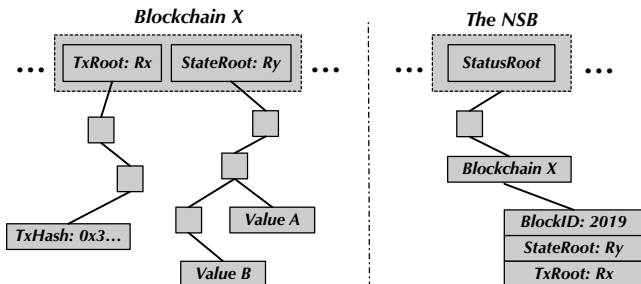 Blockchain X
The NSB
... TxRoot: Rx StateRoot: Ry ...
... StatusRoot ...
Blockchain X
TxHash: 0x3...
Value A
BlockID: 2019
StateRoot: Ry
Value B
TxRoot: Rx